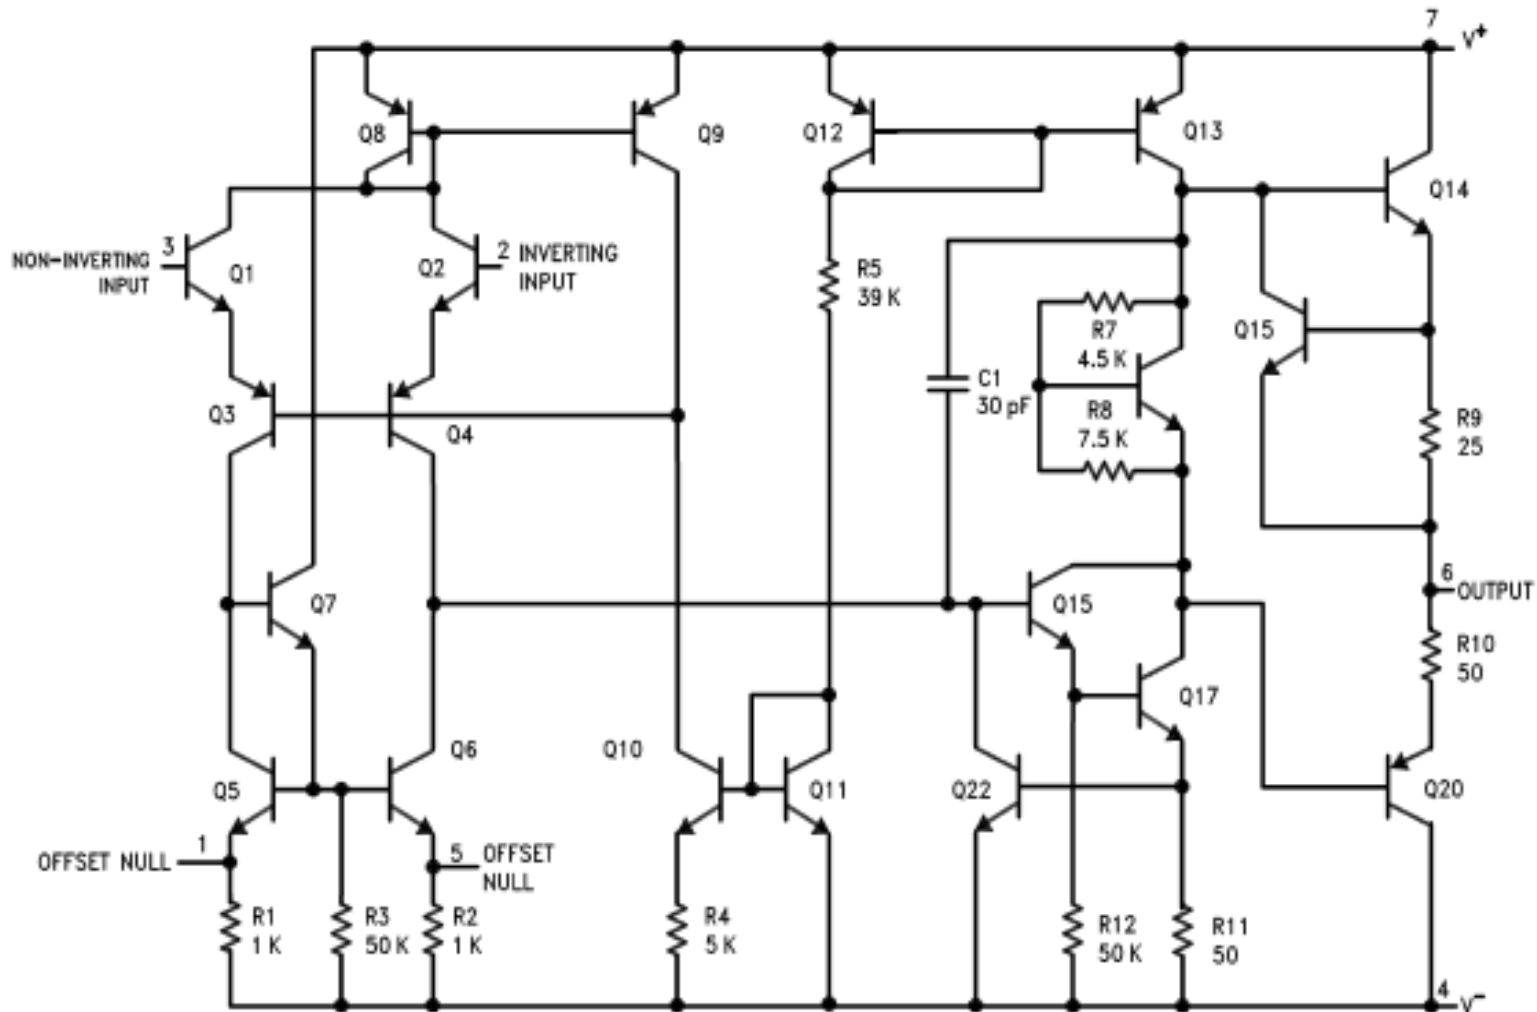 7
V+
Q8
Q9
Q12
Q13
Q14
3
NON-INVERTING
INPUT
Q1
Q2
2 INVERTING
INPUT
R5
39 K
R7
4.5 K
Q15
C1
30 pF
R8
7.5 K
R9
25
Q3
Q4
Q7
Q15
6
OUTPUT
R10
50
Q17
Q5
Q6
Q10
Q11
Q22
Q20
1
OFFSET NULL
5 OFFSET
NULL
R1
1 K
R3
50 K
R2
1 K
R4
5 K
R12
50 K
R11
50
4
V-